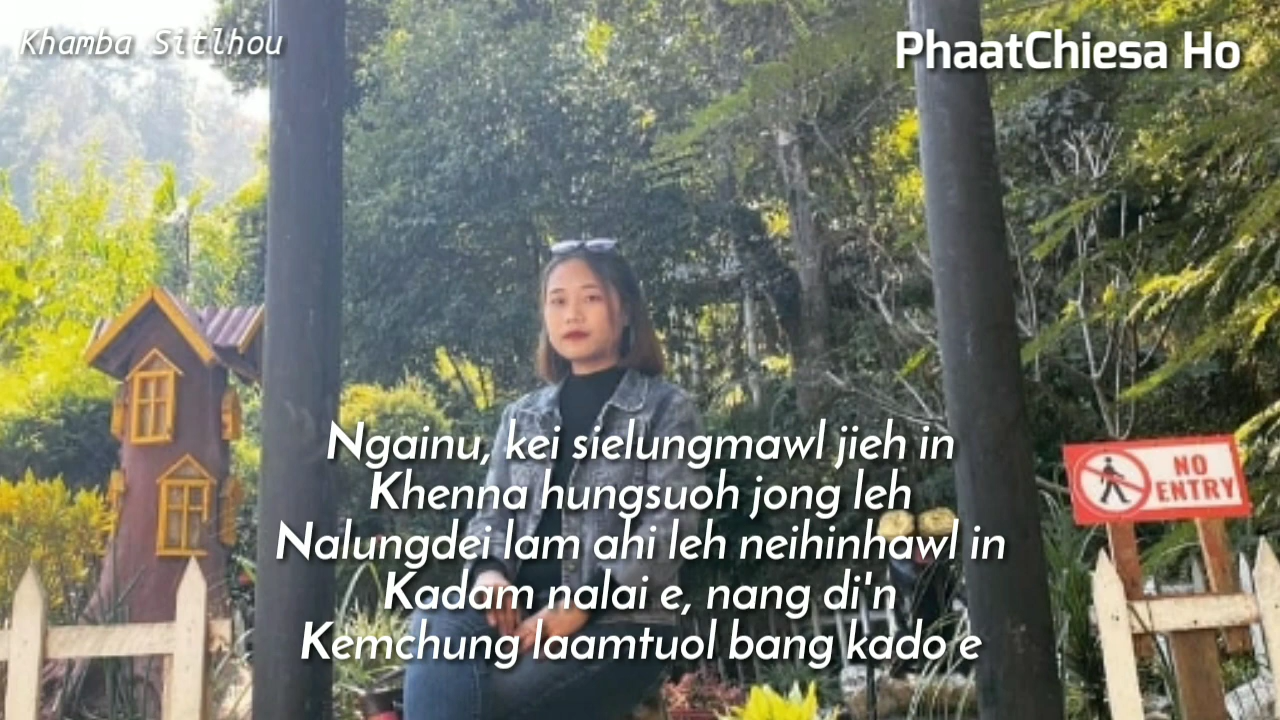 Khamba Sitlhou
PhaatChiesa Ho
Ngainu, kei sielungmawl jieh in
Khenna hungsuoh jong leh
Nalungdei lam ahi leh neihinhawl in
Kadam nalai e, nang di'n
Kemchung laamtuol bang kado e
NO
ENTRY